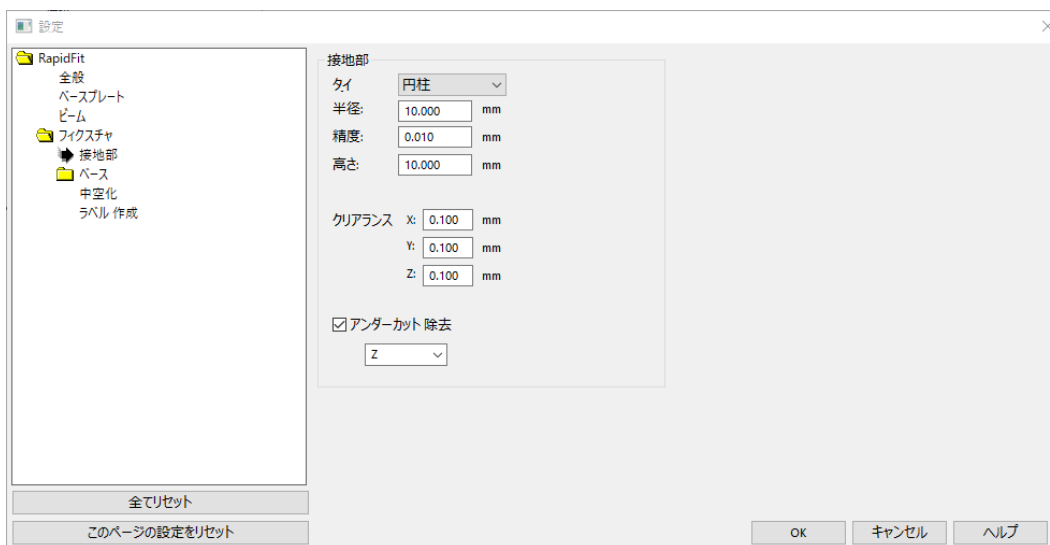 設定
RapidFit
全般
ベースプレート
ビーム
フィクスチャ
接地部
ベース
中空化
ラベル 作成
全てリセット
このページの設定をリセット
接地部
タイ 円柱
半径: 10.000 mm
精度: 0.010 mm
高さ: 10.000 mm
クリアランス X: 0.100 mm
Y: 0.100 mm
Z: 0.100 mm
アンダーカット 除去
Z
OK キャンセル ヘルプ